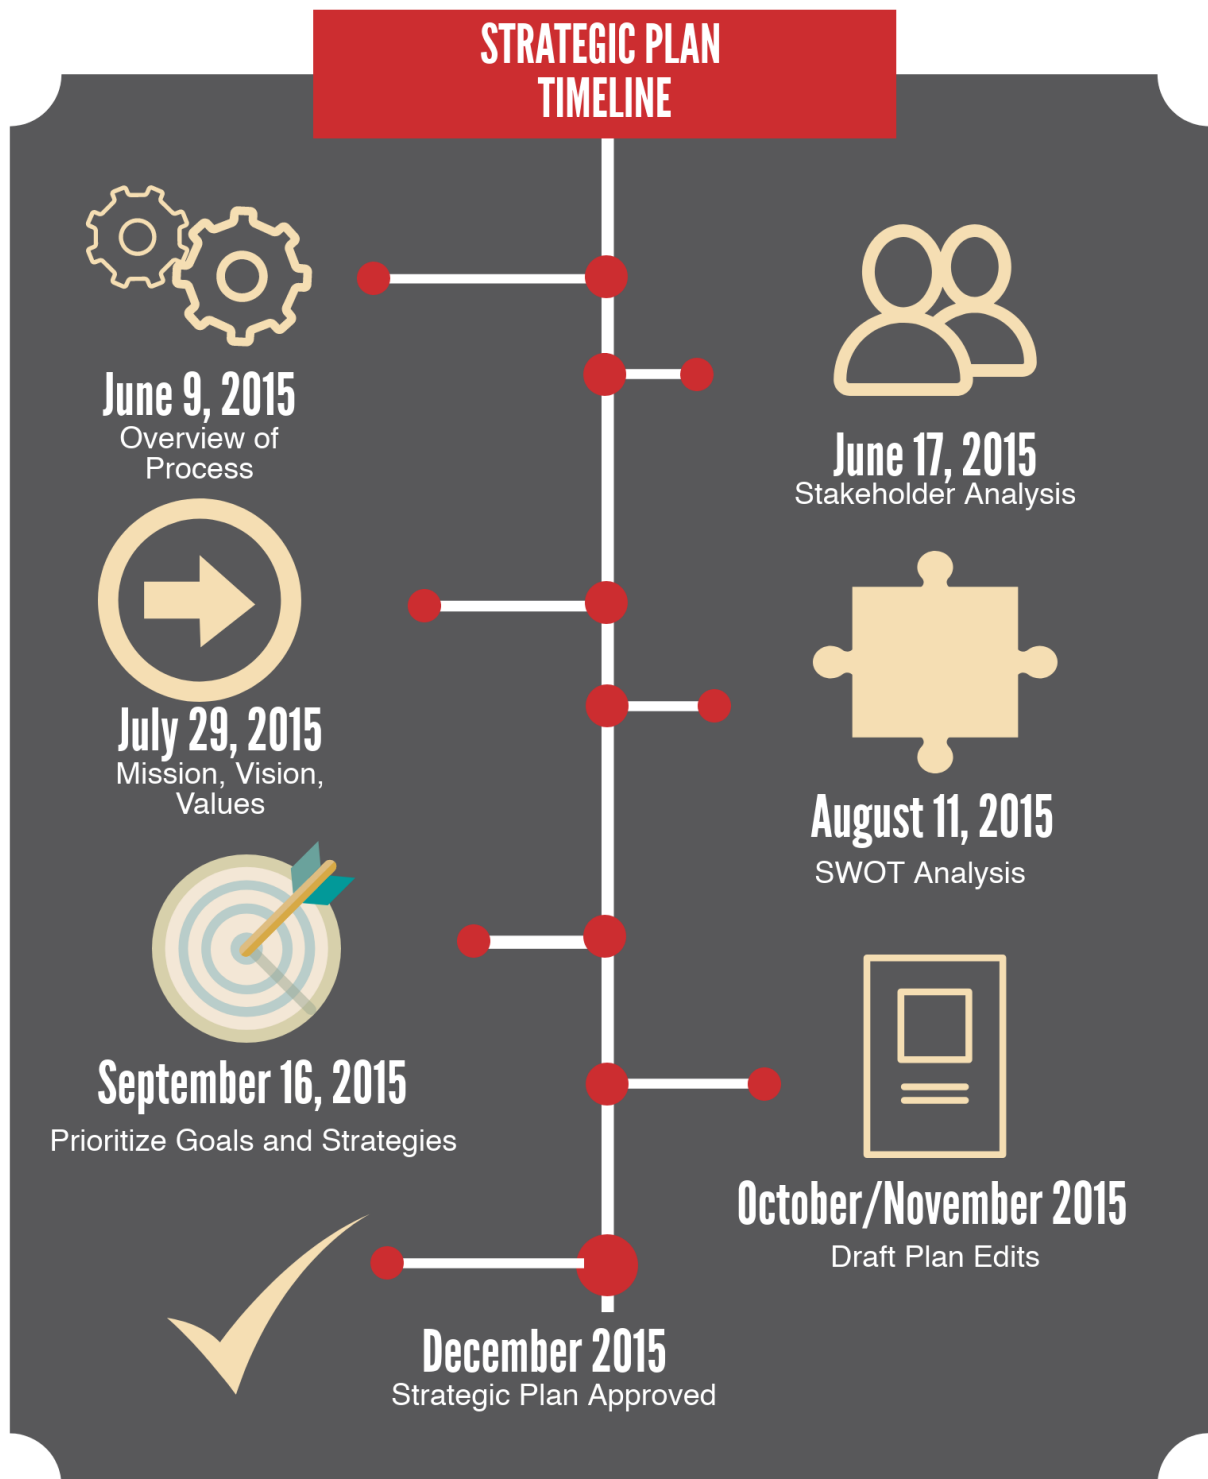 STRATEGIC PLAN
TIMELINE
June 9, 2015
Overview of
Process
June 17, 2015
Stakeholder Analysis
July 29, 2015
Mission, Vision,
Values
August 11, 2015
SWOT Analysis
September 16, 2015
Prioritize Goals and Strategies
October/November 2015
Draft Plan Edits
December 2015
Strategic Plan Approved